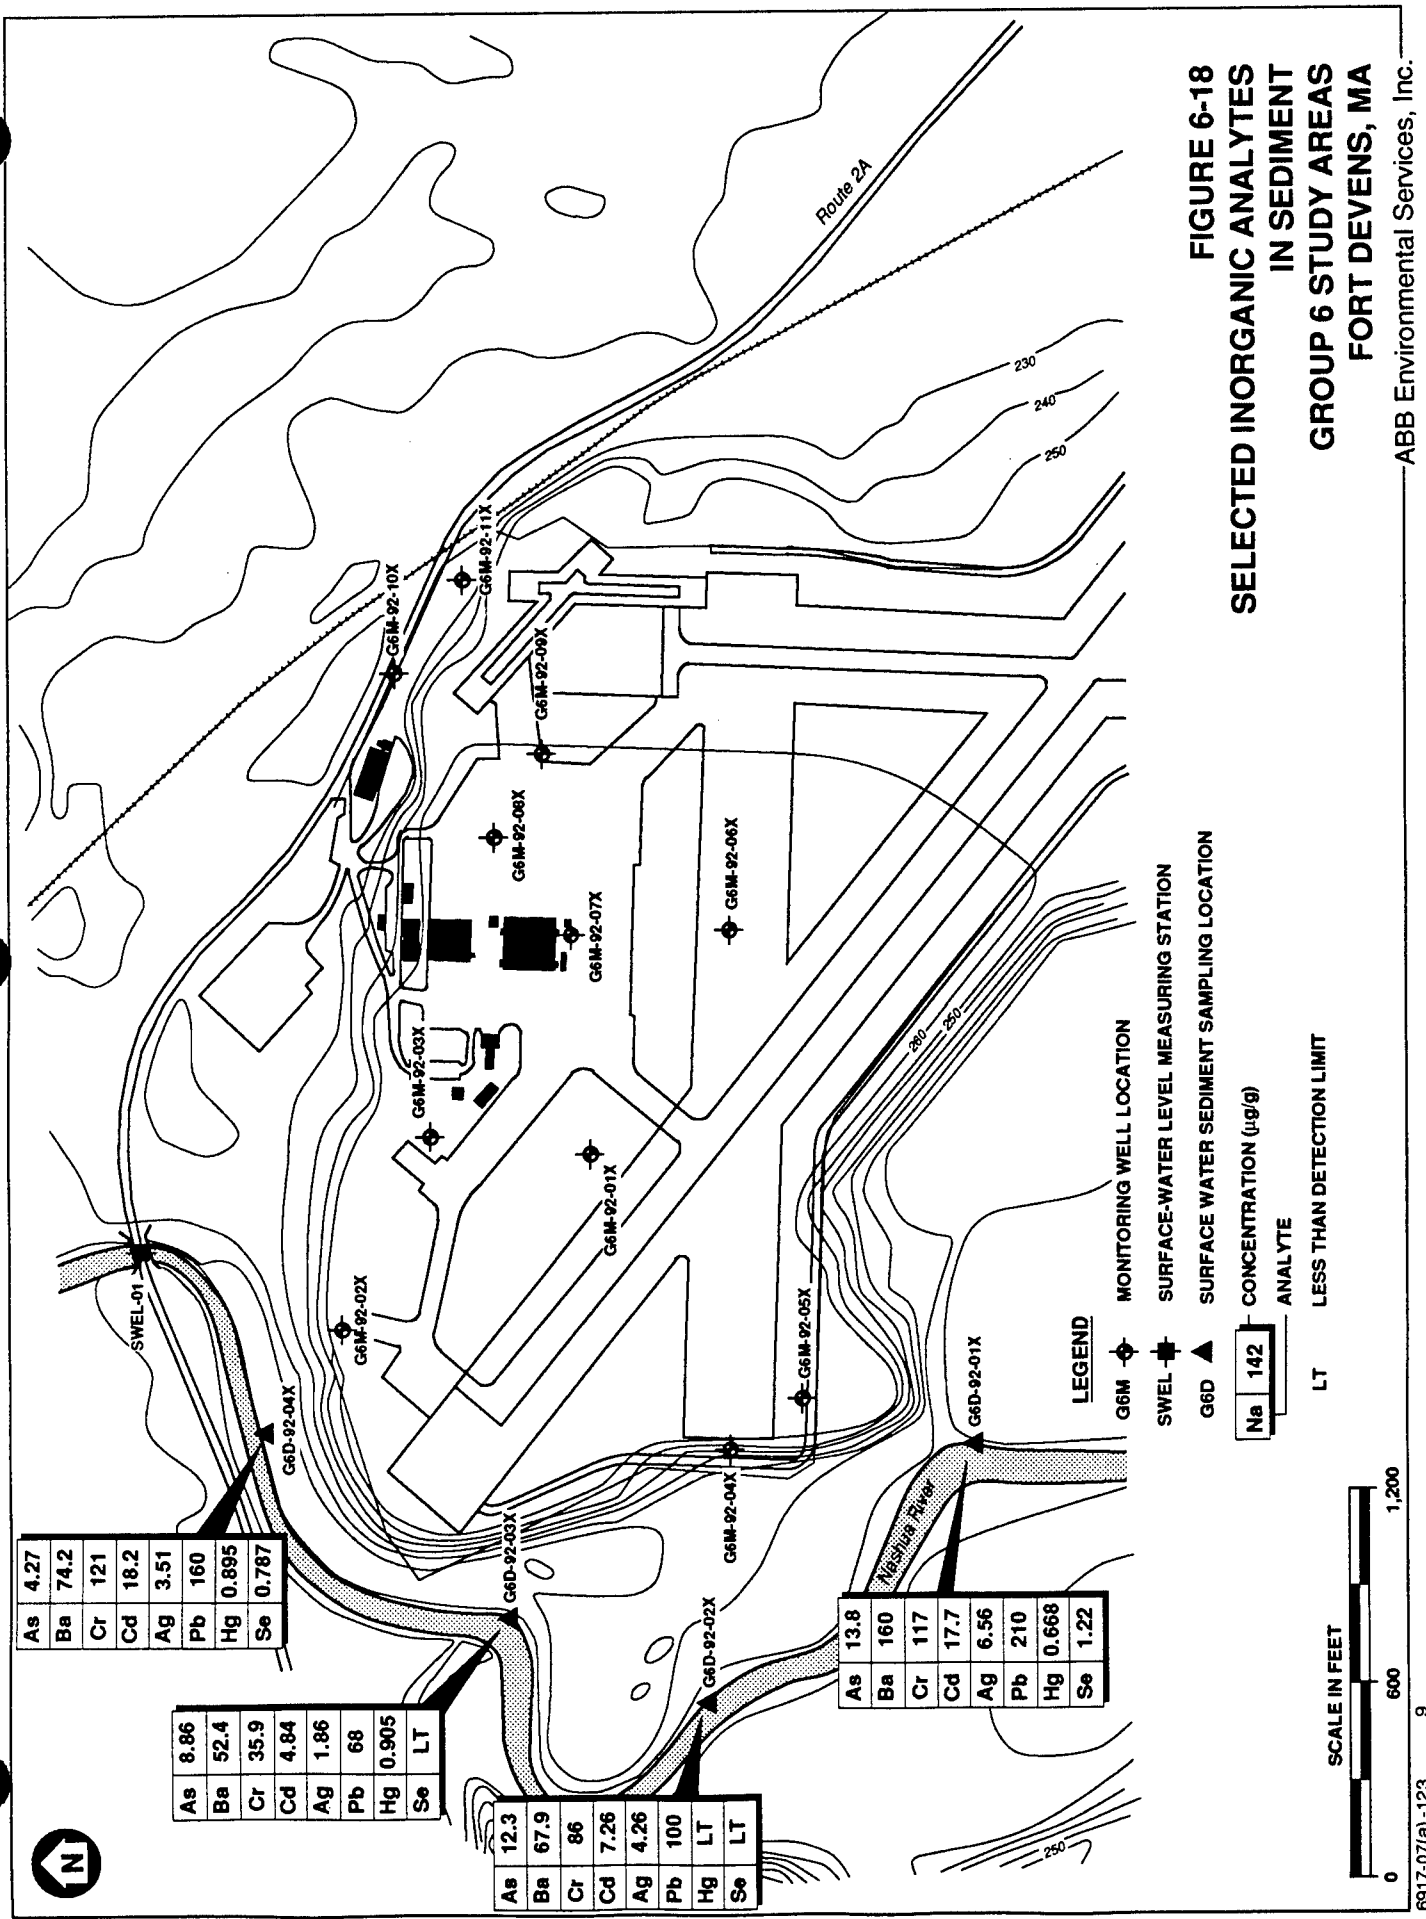 FIGURE 6-18
SELECTED INORGANIC ANALYTES
IN SEDIMENT
GROUP 6 STUDY AREAS
FORT DEVENS, MA
ABB Environmental Services, Inc.
N
As 4.27
Ba 74.2
Cr 121
Cd 18.2
Ag 3.51
Pb 160
Hg 0.895
Se 0.787
As 8.86
Ba 52.4
Cr 35.9
Cd 4.84
Ag 1.86
Pb 68
Hg 0.905
Se LT
As 12.3
Ba 67.9
Cr 86
Cd 7.26
Ag 4.26
Pb 100
Hg LT
Se LT
As 13.8
Ba 160
Cr 117
Cd 17.7
Ag 6.56
Pb 210
Hg 0.668
Se 1.22
SWEL-01
G6D-92-04X
G6D-92-03X
G6D-92-02X
G6D-92-01X
Nashua River
G6M-92-02X
G6M-92-03X
G6M-92-01X
G6M-92-04X
G6M-92-05X
G6M-92-06X
G6M-92-07X
G6M-92-08X
G6M-92-09X
G6M-92-10X
G6M-92-11X
Route 2A
230
240
250
260
250
250
LEGEND
G6M MONITORING WELL LOCATION
SWEL SURFACE-WATER LEVEL MEASURING STATION
G6D SURFACE WATER SEDIMENT SAMPLING LOCATION
Na 142 CONCENTRATION (µg/g)
ANALYTE
LT LESS THAN DETECTION LIMIT
SCALE IN FEET
0 600 1,200